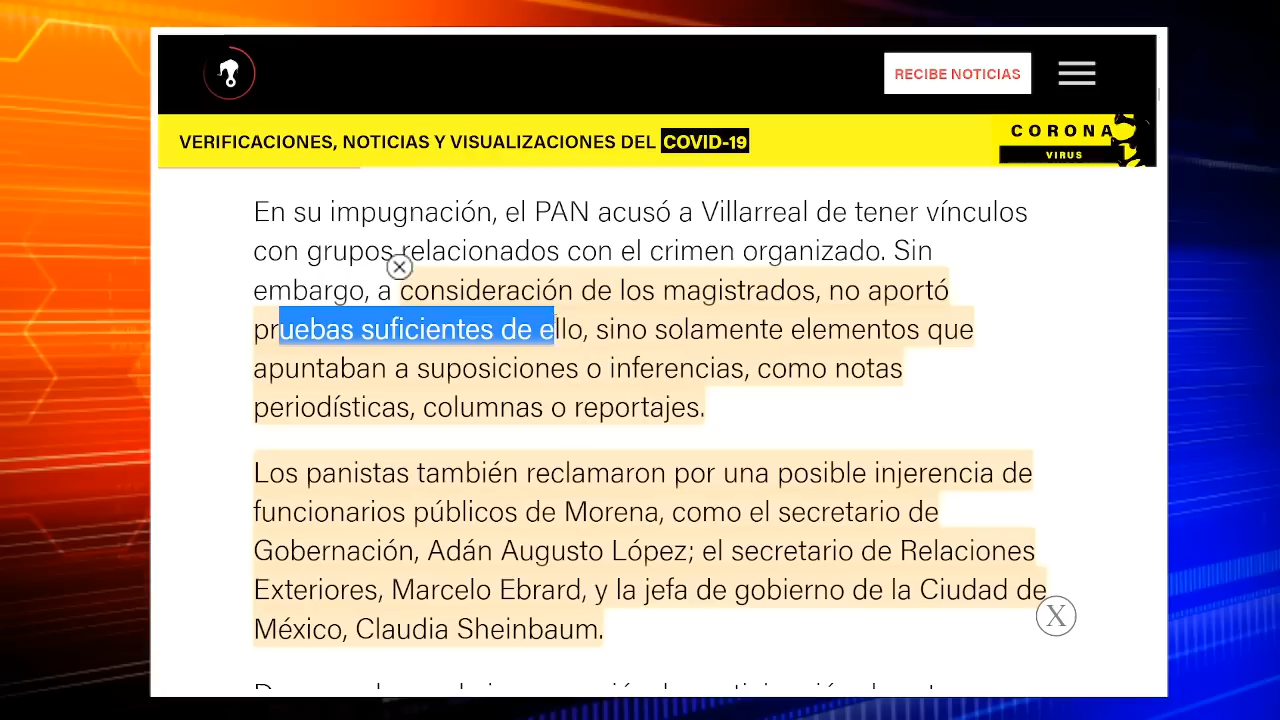 RECIBE NOTICIAS
VERIFICACIONES, NOTICIAS Y VISUALIZACIONES DEL COVID-19
CORONA
VIRUS
En su impugnación, el PAN acusó a Villarreal de tener vínculos
con grupos relacionados con el crimen organizado. Sin
embargo, a consideración de los magistrados, no aportó
pruebas suficientes de ello, sino solamente elementos que
apuntaban a suposiciones o inferencias, como notas
periodísticas, columnas o reportajes.
Los panistas también reclamaron por una posible injerencia de
funcionarios públicos de Morena, como el secretario de
Gobernación, Adán Augusto López; el secretario de Relaciones
Exteriores, Marcelo Ebrard, y la jefa de gobierno de la Ciudad de
México, Claudia Sheinbaum.
X